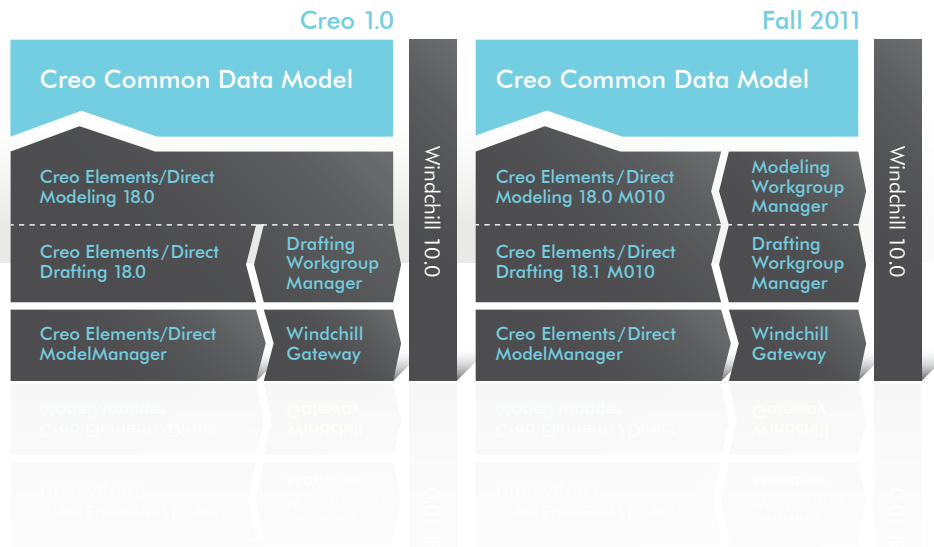 Creo 1.0
Creo Common Data Model
Creo Elements/Direct
Modeling 18.0
Creo Elements/Direct
Drafting 18.0
Drafting
Workgroup
Manager
Creo Elements/Direct
ModelManager
Windchill
Gateway
Windchill 10.0
Fall 2011
Creo Common Data Model
Creo Elements/Direct
Modeling 18.0 M010
Modeling
Workgroup
Manager
Creo Elements/Direct
Drafting 18.1 M010
Drafting
Workgroup
Manager
Creo Elements/Direct
ModelManager
Windchill
Gateway
Windchill 10.0